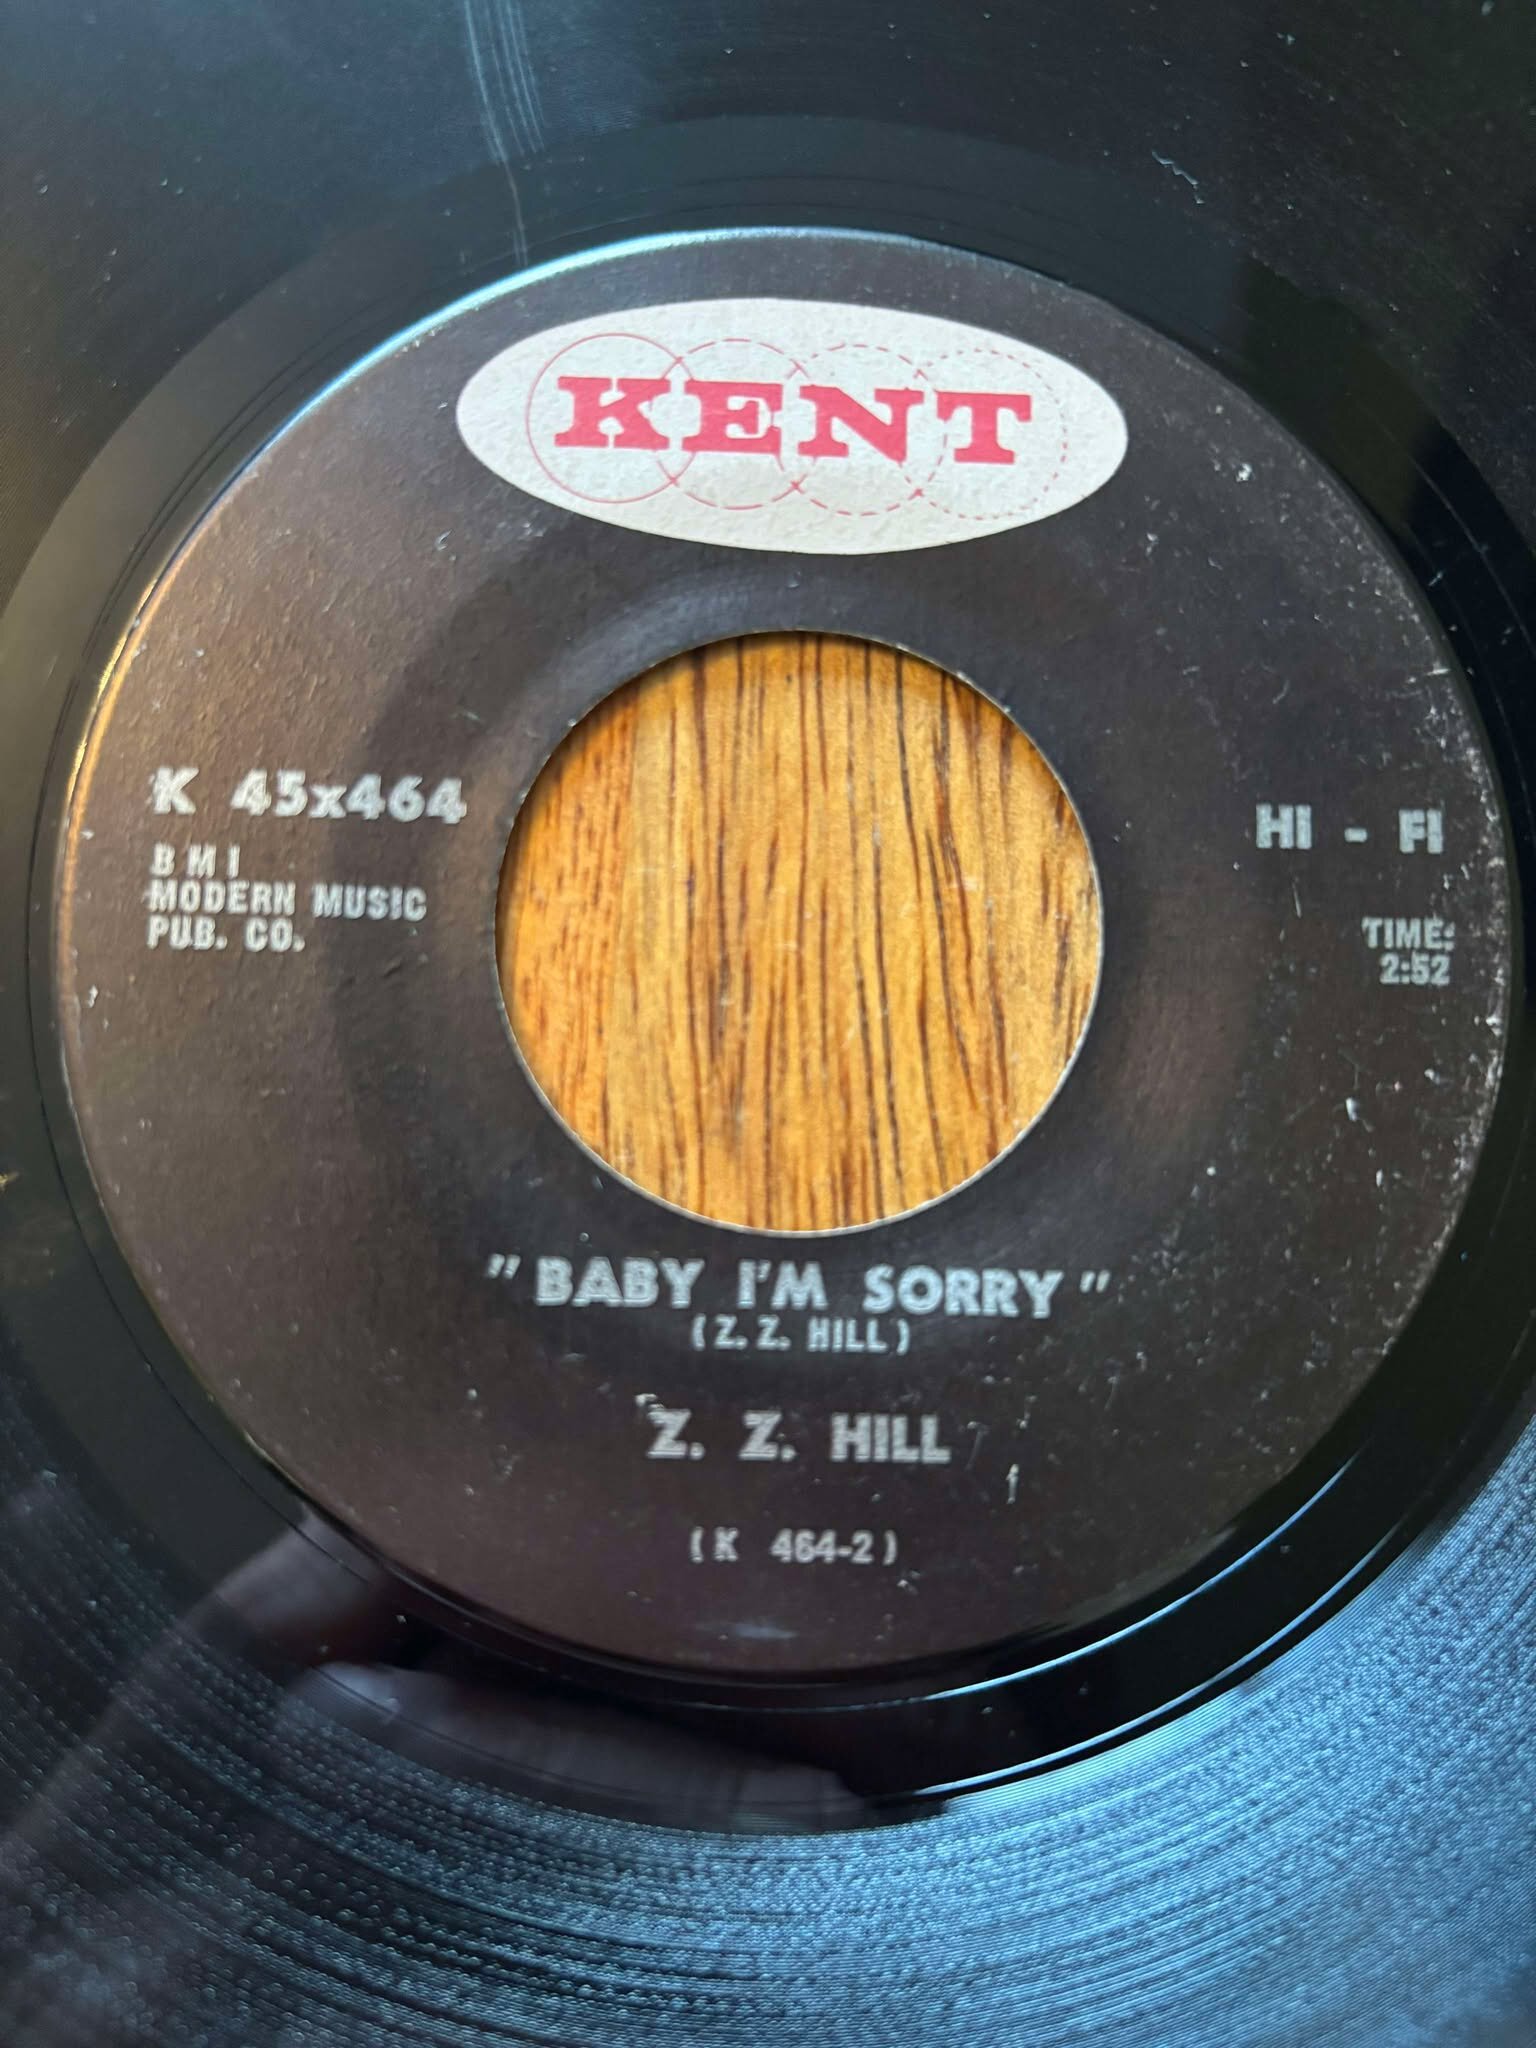 KENT
K 45x464
BMI
MODERN MUSIC
PUB. CO.
HI - FI
TIME:
2:52
"BABY I'M SORRY"
(Z. Z. HILL)
Z. Z. HILL
(K 464-2)